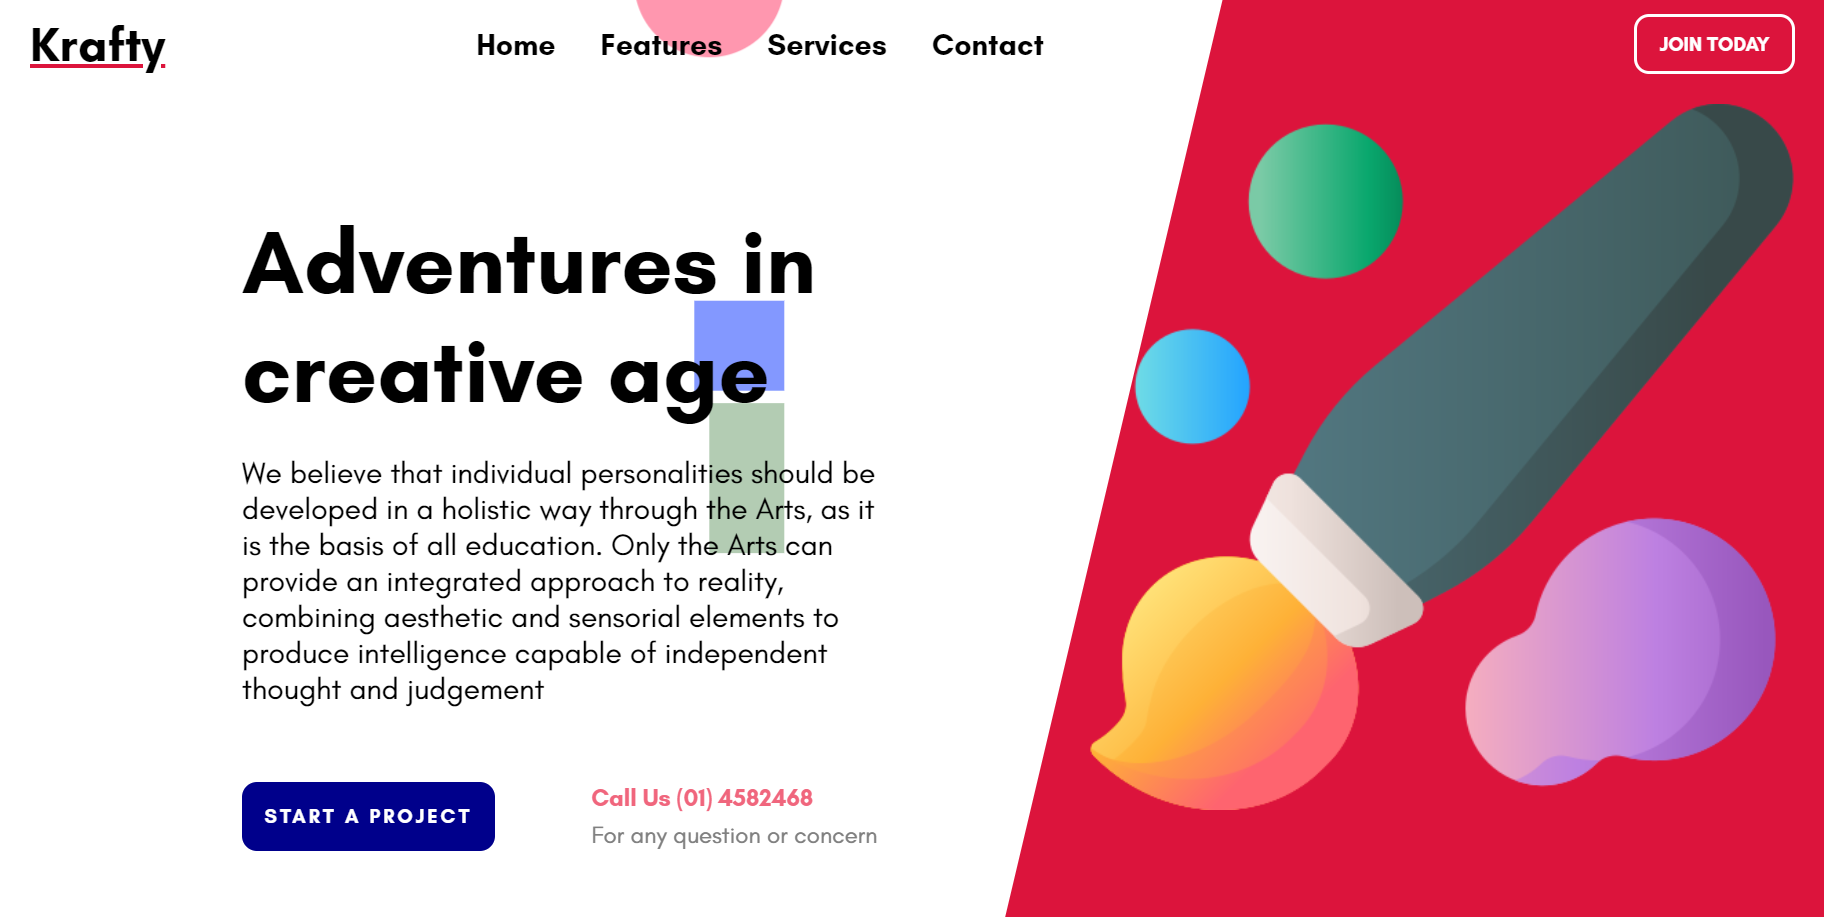 Krafty
Home Features Services Contact
JOIN TODAY
Adventures in
creative age
We believe that individual personalities should be
developed in a holistic way through the Arts, as it
is the basis of all education. Only the Arts can
provide an integrated approach to reality,
combining aesthetic and sensorial elements to
produce intelligence capable of independent
thought and judgement
START A PROJECT
Call Us (01) 4582468
For any question or concern